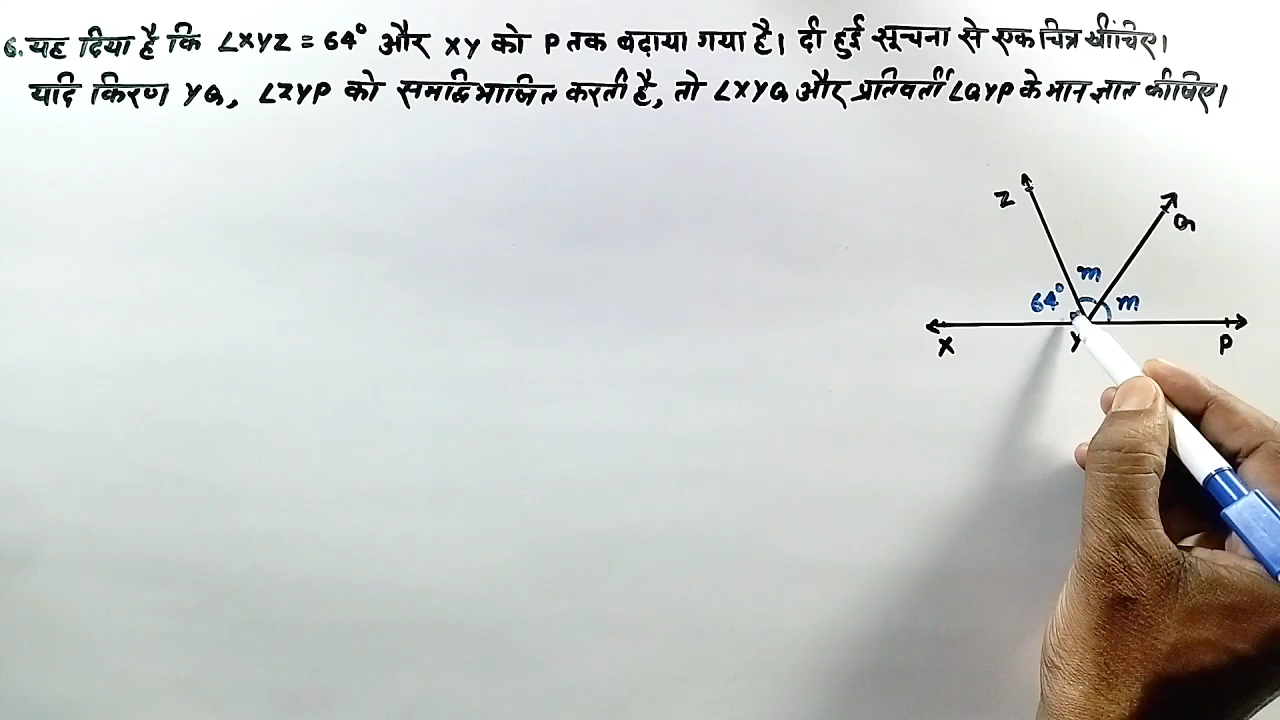 6. यह दिया है कि ∠XYZ = 64° और XY को P तक बढ़ाया गया है। दी हुई सूचना से एक चित्र खींचिए।
यदि किरण YQ, ∠ZYP को समद्विभाजित करती है, तो ∠XYQ और प्रतिवर्ती ∠QYP के मान ज्ञात कीजिए।
Z
Q
m
64° m
X Y P